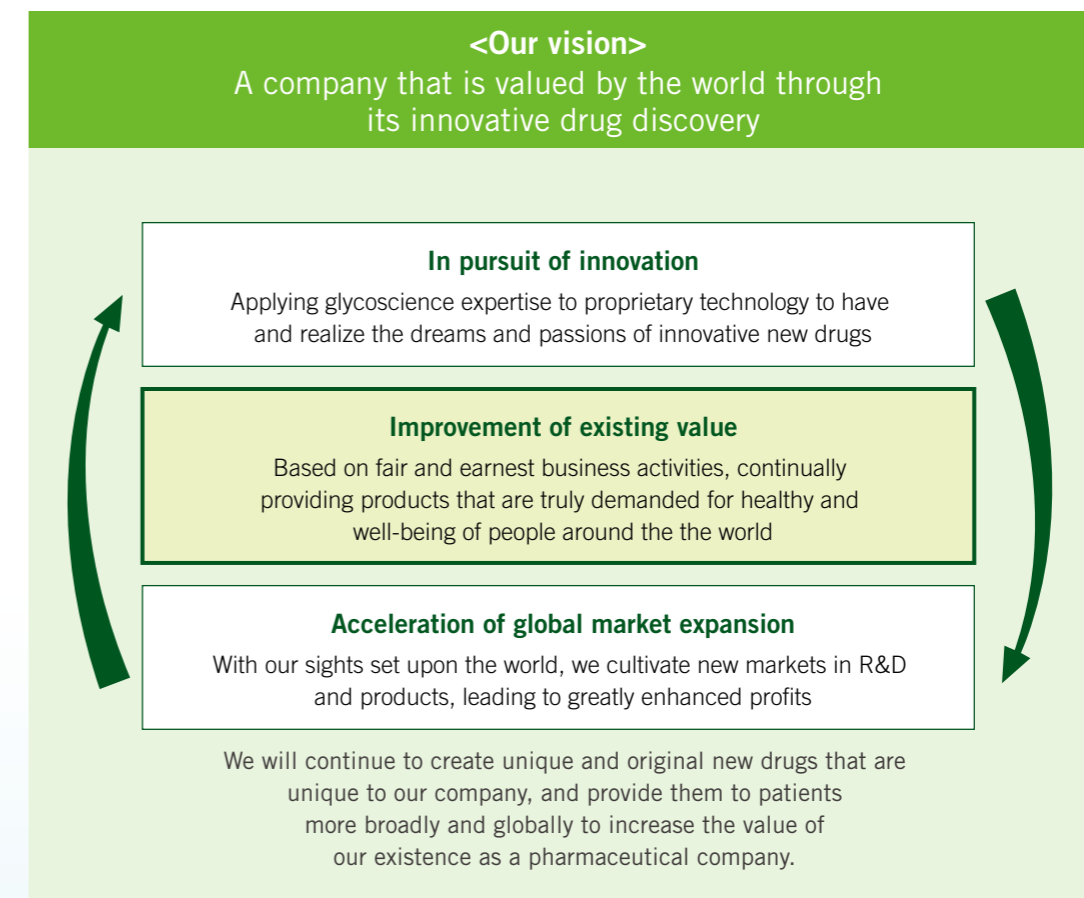 <Our vision>
A company that is valued by the world through
its innovative drug discovery
In pursuit of innovation
Applying glycoscience expertise to proprietary technology to have
and realize the dreams and passions of innovative new drugs
Improvement of existing value
Based on fair and earnest business activities, continually
providing products that are truly demanded for healthy and
well-being of people around the the world
Acceleration of global market expansion
With our sights set upon the world, we cultivate new markets in R&D
and products, leading to greatly enhanced profits
We will continue to create unique and original new drugs that are
unique to our company, and provide them to patients
more broadly and globally to increase the value of
our existence as a pharmaceutical company.